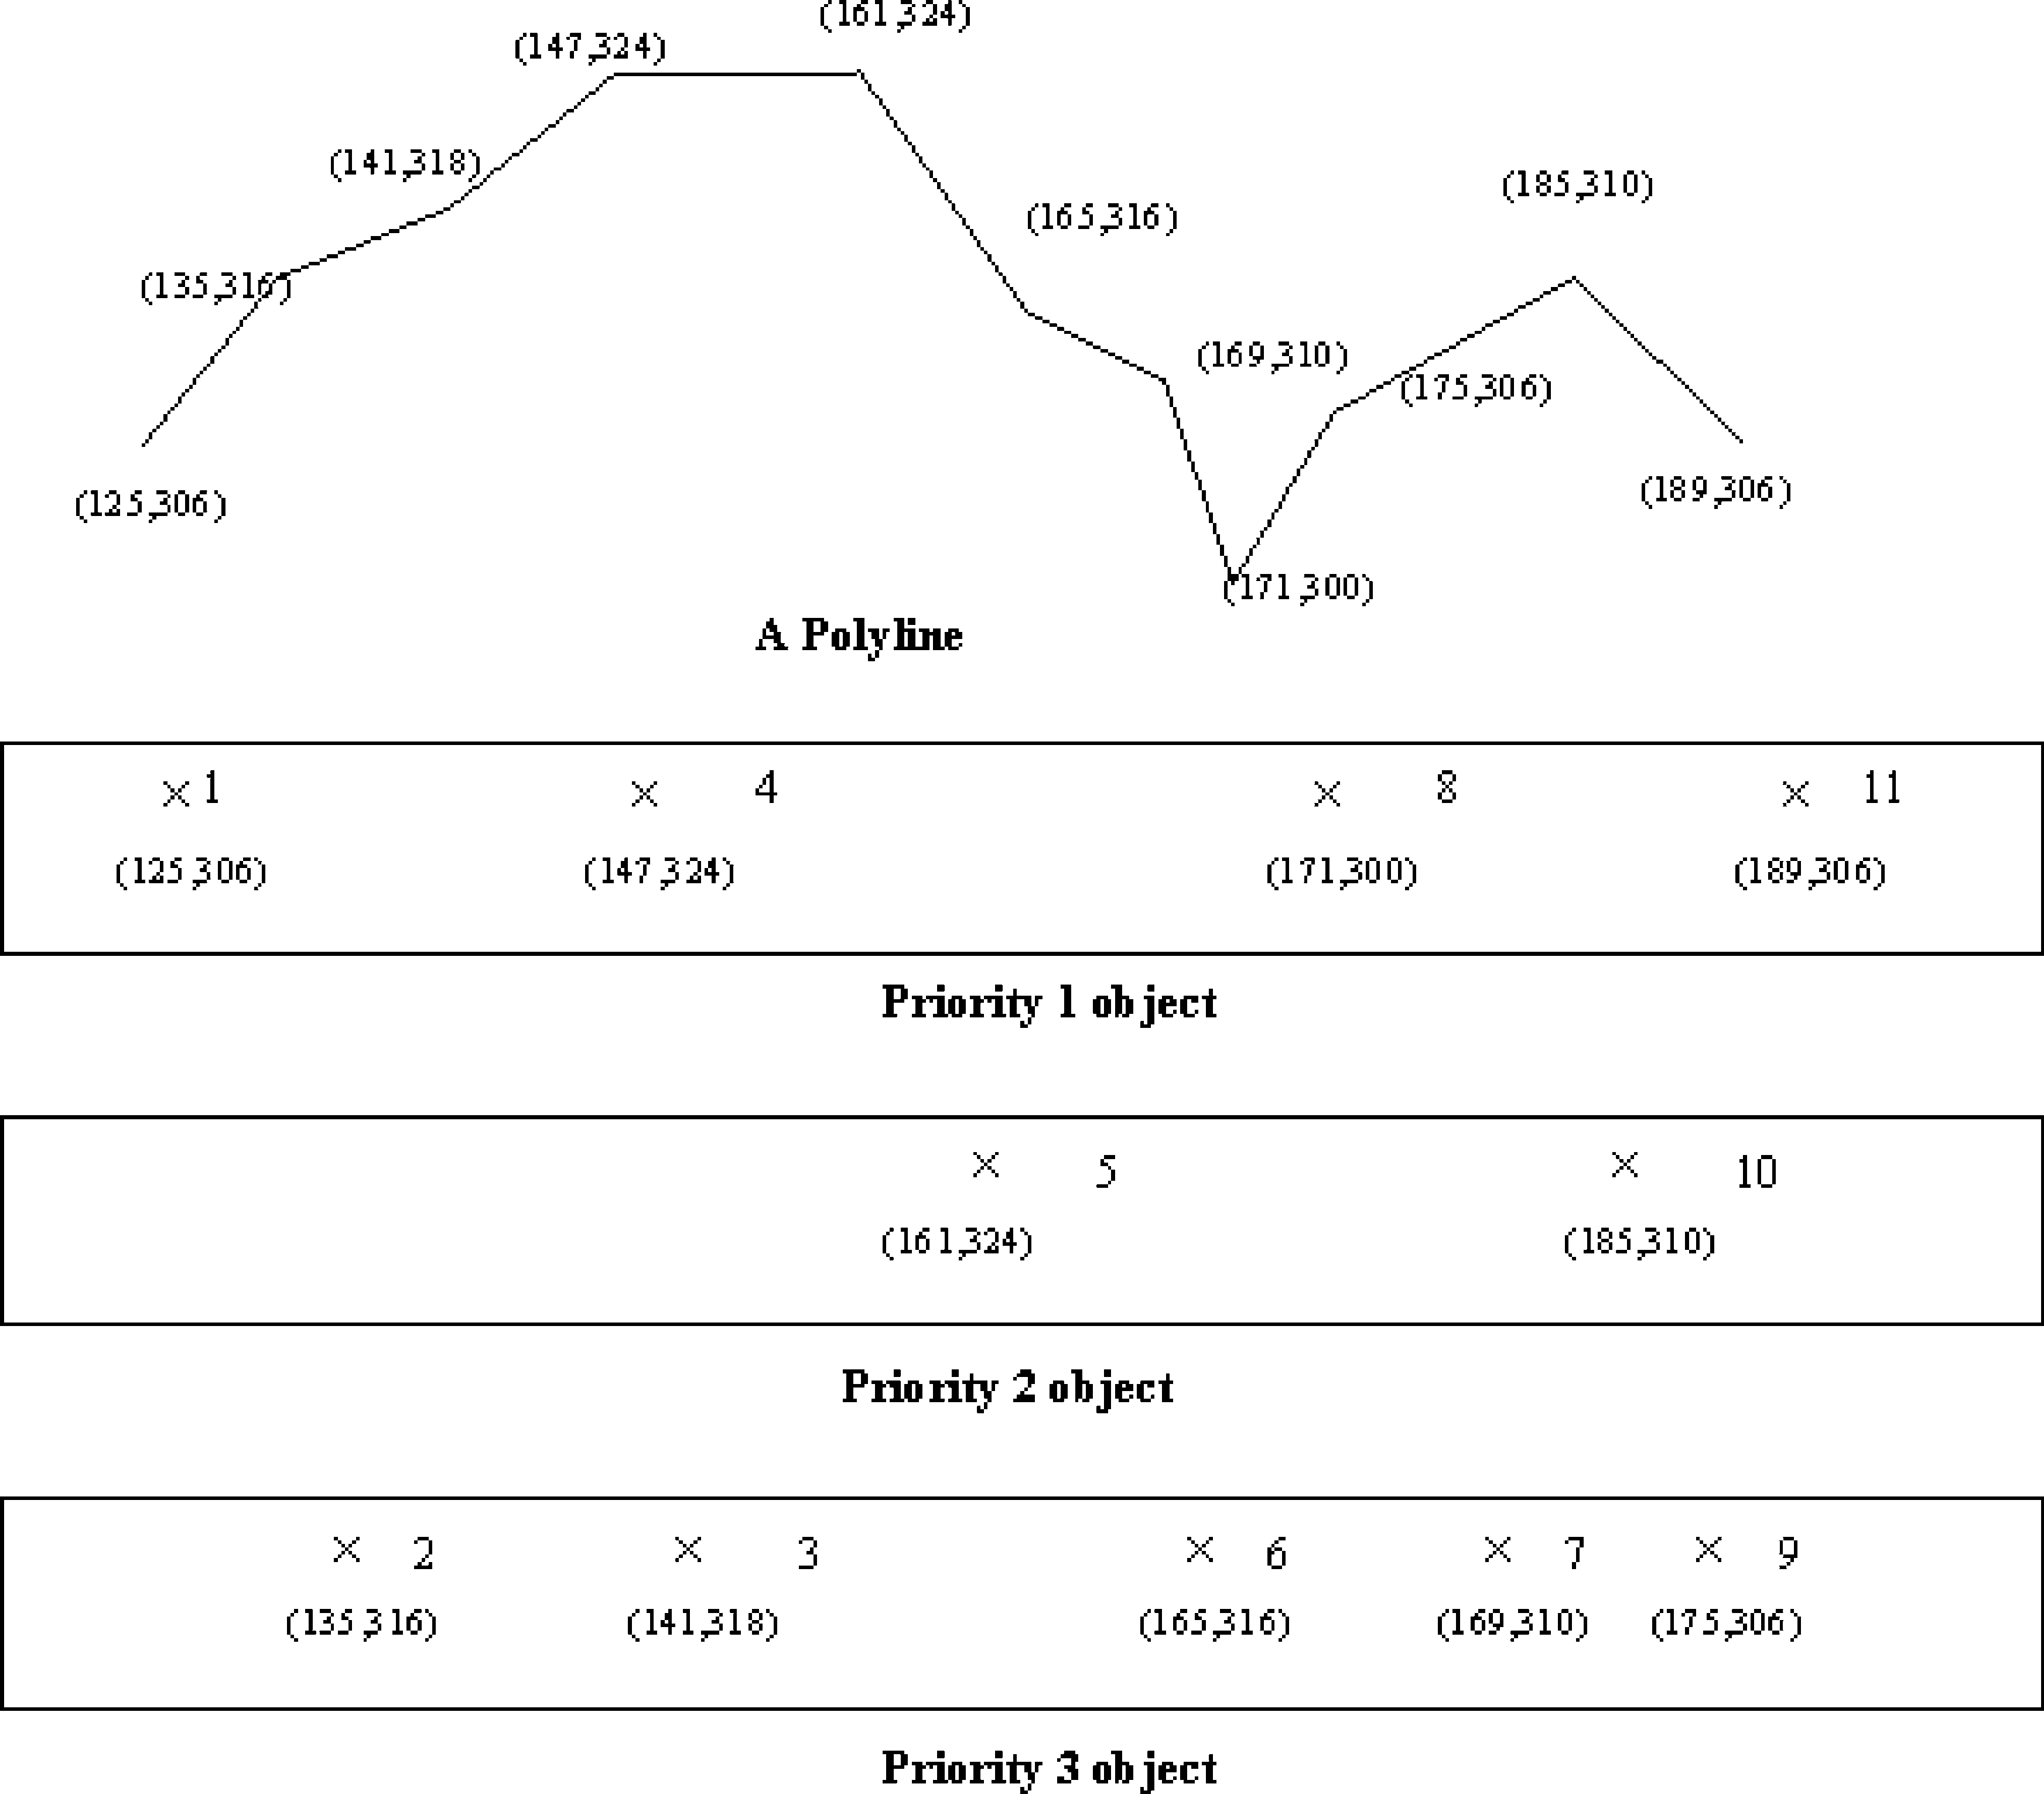 (161,324)
(147,324)
(141,318)
(185,310)
(165,316)
(135,316)
(169,310)
(175,306)
(189,306)
(125,306)
(171,300)
A Polyline
×1 × 4 × 8 × 11
(125,306) (147,324) (171,300) (189,306)
Priority 1 object
× 5 × 10
(161,324) (185,310)
Priority 2 object
× 2 × 3 × 6 × 7 × 9
(135,316) (141,318) (165,316) (169,310) (175,306)
Priority 3 object